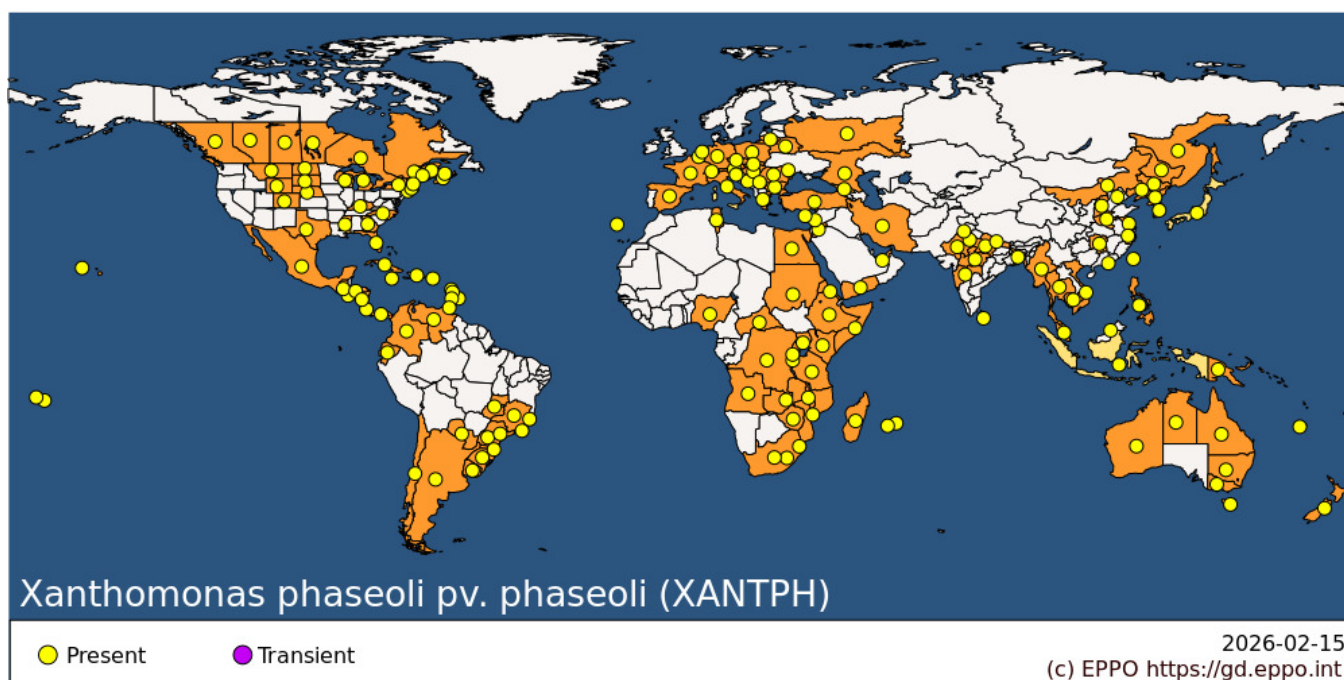 Xanthomonas phaseoli pv. phaseoli (XANTPH)
Present
Transient
2026-02-15
(c) EPPO https://gd.eppo.int